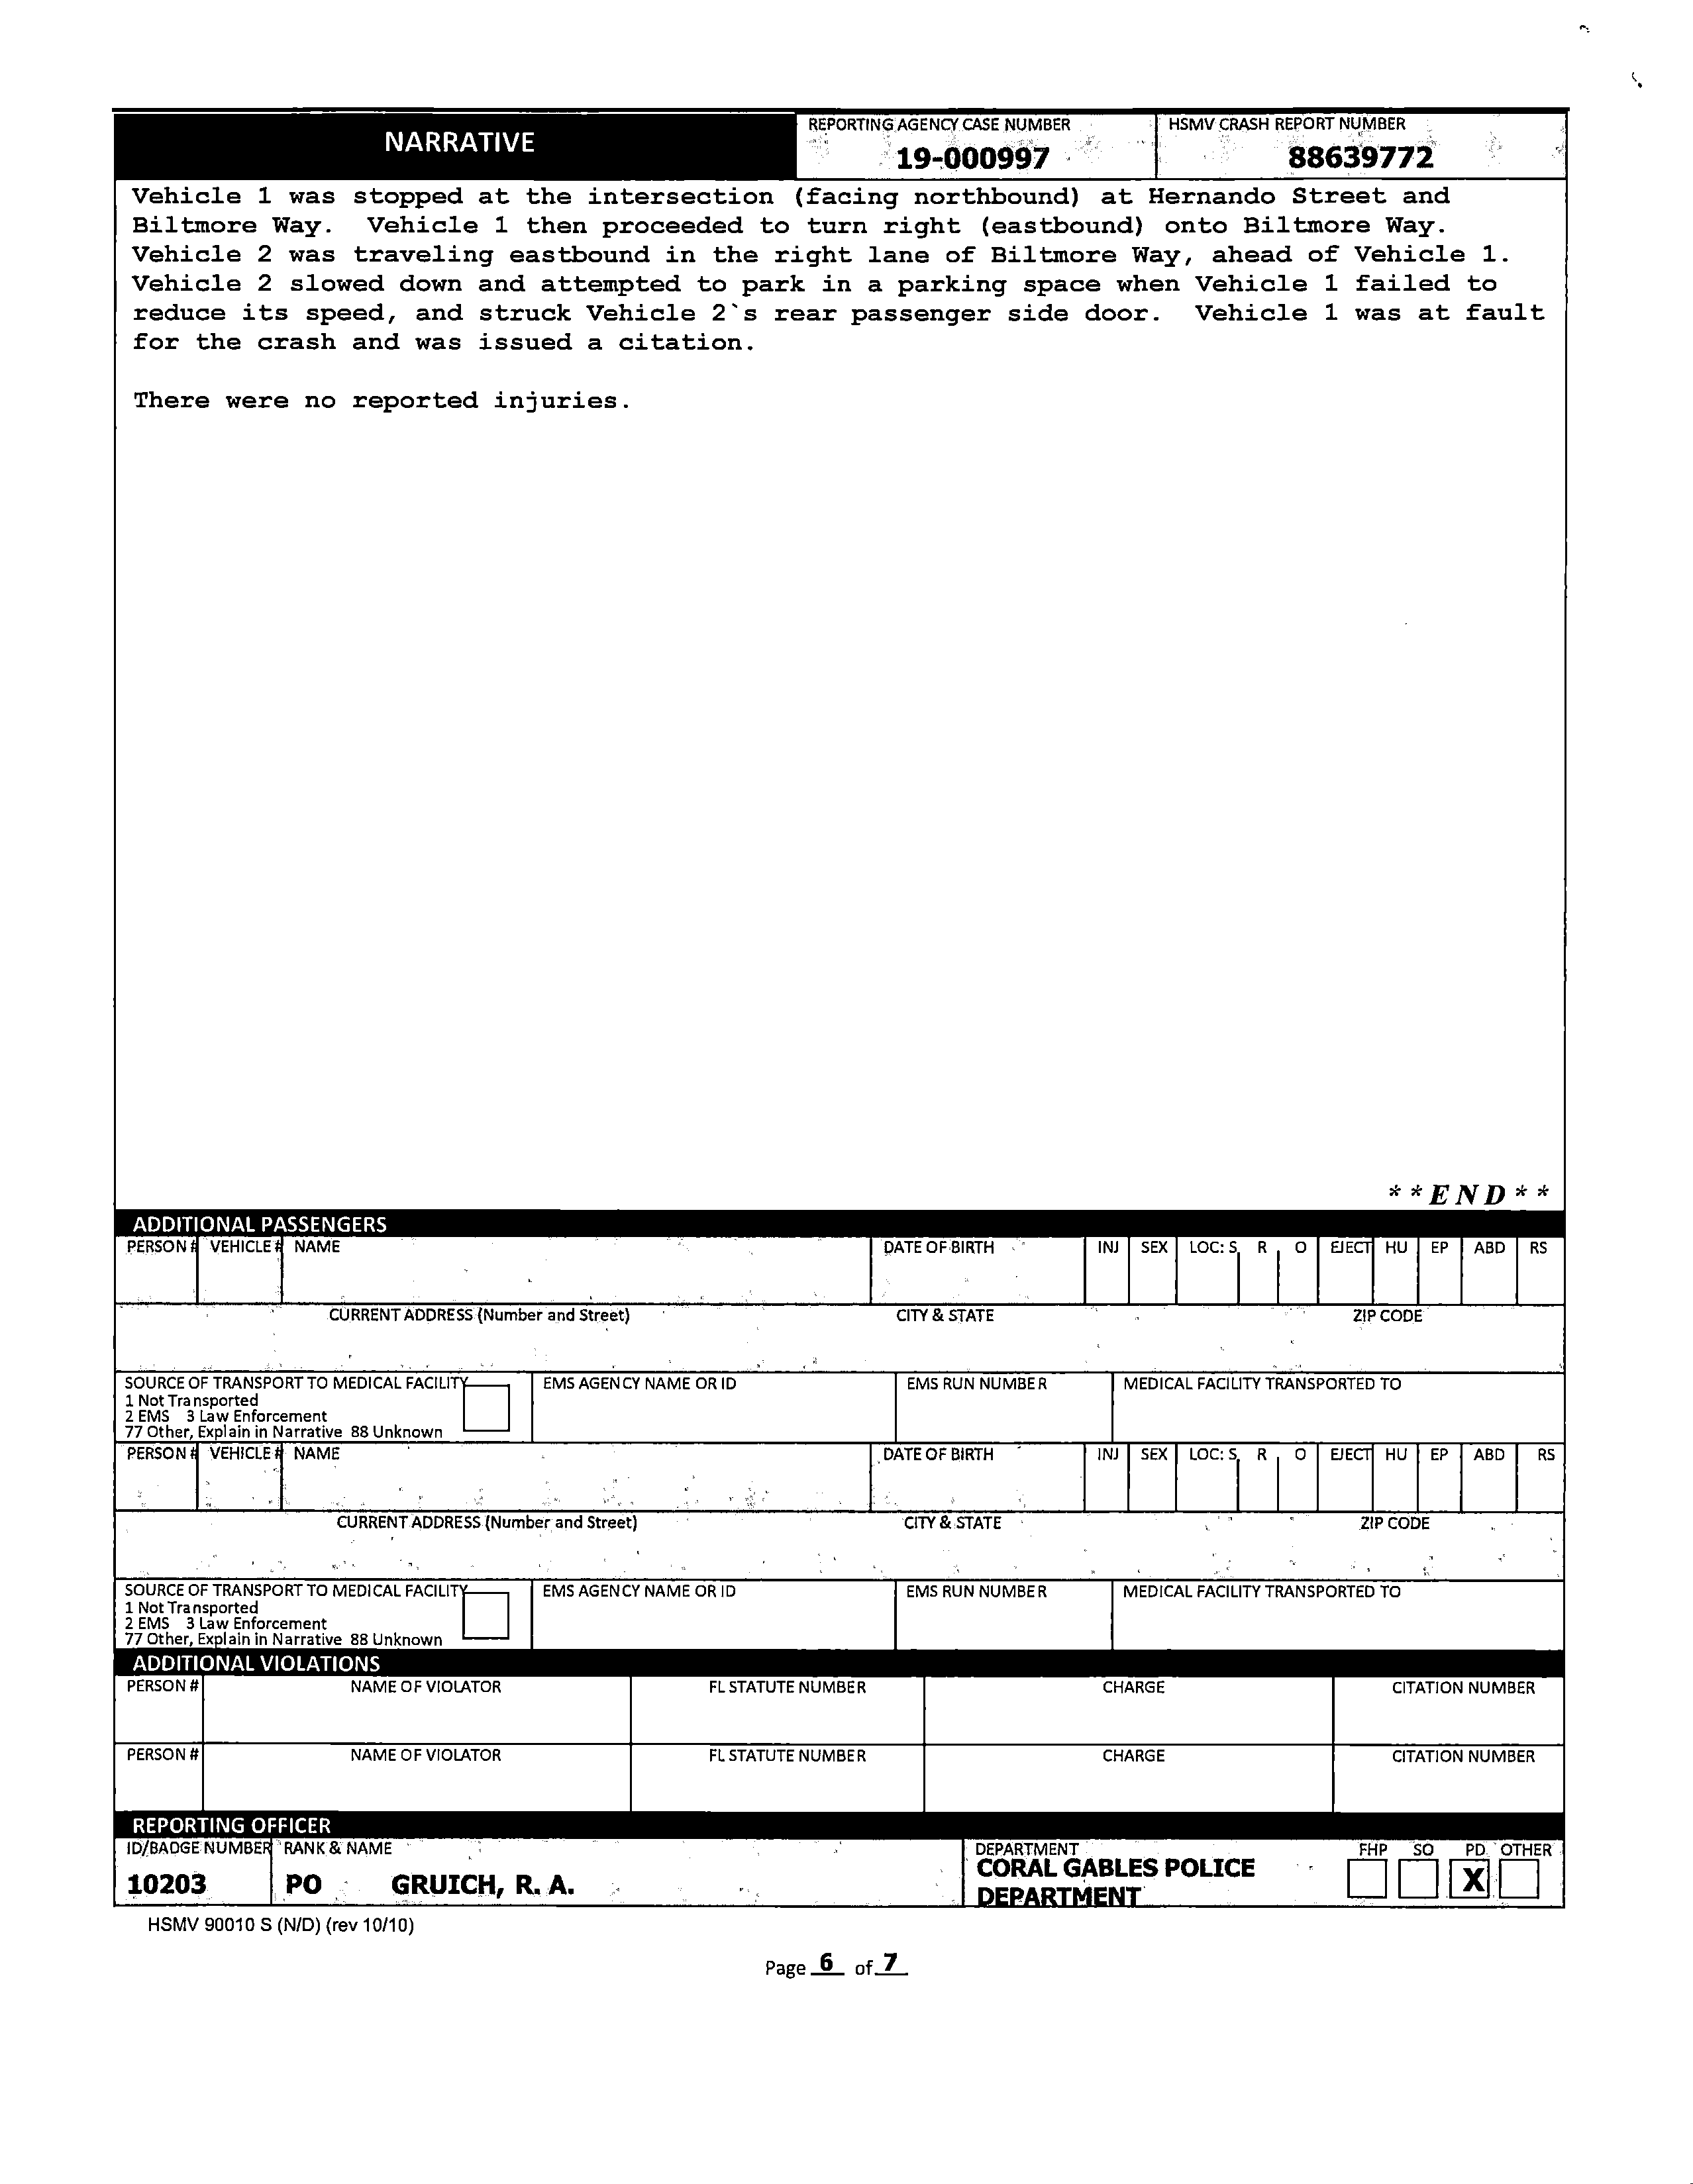 NARRATIVE
REPORTING AGENCY CASE NUMBER
19-000997
HSMV CRASH REPORT NUMBER
88639772
Vehicle 1 was stopped at the intersection (facing northbound) at Hernando Street and
Biltmore Way.  Vehicle 1 then proceeded to turn right (eastbound) onto Biltmore Way.
Vehicle 2 was traveling eastbound in the right lane of Biltmore Way, ahead of Vehicle 1.
Vehicle 2 slowed down and attempted to park in a parking space when Vehicle 1 failed to
reduce its speed, and struck Vehicle 2`s rear passenger side door.  Vehicle 1 was at fault
for the crash and was issued a citation.
There were no reported injuries.
**END**
ADDITIONAL PASSENGERS
PERSON # VEHICLE # NAME DATE OF BIRTH INJ SEX LOC: S R O EJECT HU EP ABD RS
CURRENT ADDRESS (Number and Street) CITY & STATE ZIP CODE
SOURCE OF TRANSPORT TO MEDICAL FACILITY EMS AGENCY NAME OR ID EMS RUN NUMBER MEDICAL FACILITY TRANSPORTED TO
1 Not Transported
2 EMS 3 Law Enforcement
77 Other, Explain in Narrative 88 Unknown
PERSON # VEHICLE # NAME DATE OF BIRTH INJ SEX LOC: S R O EJECT HU EP ABD RS
CURRENT ADDRESS (Number and Street) CITY & STATE ZIP CODE
SOURCE OF TRANSPORT TO MEDICAL FACILITY EMS AGENCY NAME OR ID EMS RUN NUMBER MEDICAL FACILITY TRANSPORTED TO
1 Not Transported
2 EMS 3 Law Enforcement
77 Other, Explain in Narrative 88 Unknown
ADDITIONAL VIOLATIONS
PERSON # NAME OF VIOLATOR FL STATUTE NUMBER CHARGE CITATION NUMBER
PERSON # NAME OF VIOLATOR FL STATUTE NUMBER CHARGE CITATION NUMBER
REPORTING OFFICER
ID/BADGE NUMBER RANK & NAME DEPARTMENT FHP SO PD OTHER
10203 PO GRUICH, R. A. CORAL GABLES POLICE X
DEPARTMENT
HSMV 90010 S (N/D) (rev 10/10)
Page 6 of 7